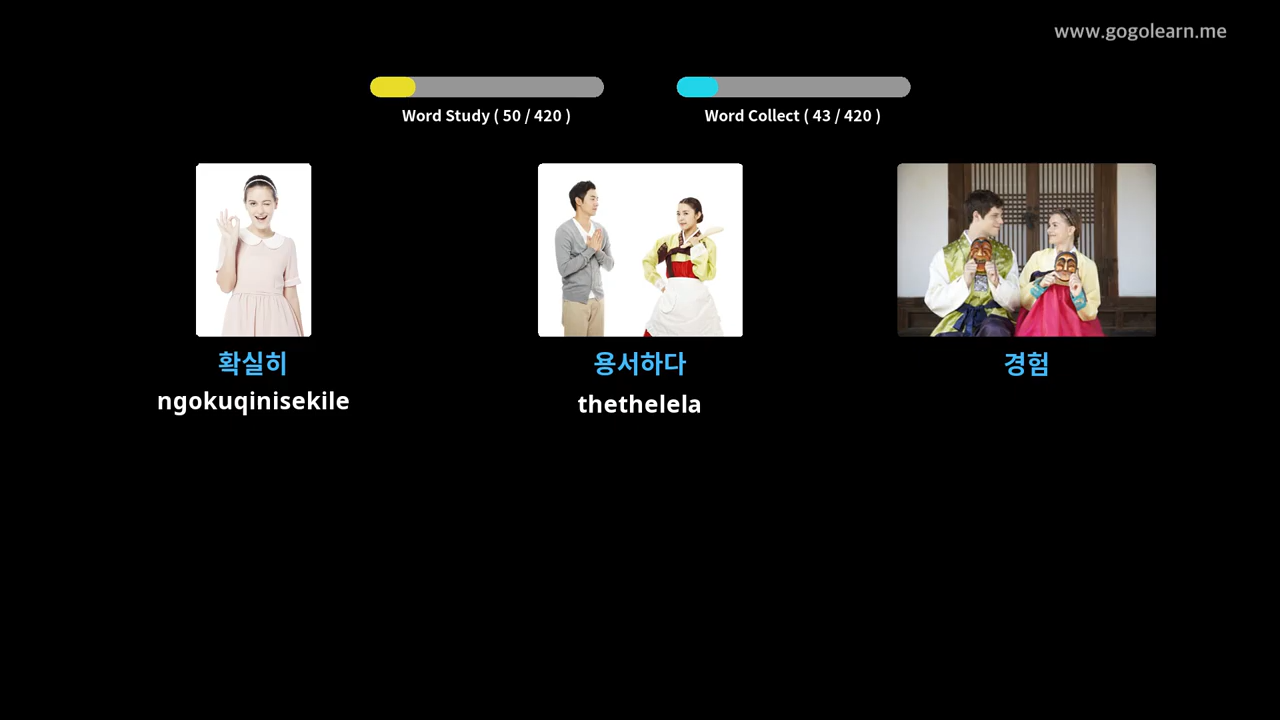 www.gogolearn.me
Word Study ( 50 / 420 )
Word Collect ( 43 / 420 )
확실히
용서하다
경험
ngokuqinisekile
thethelela